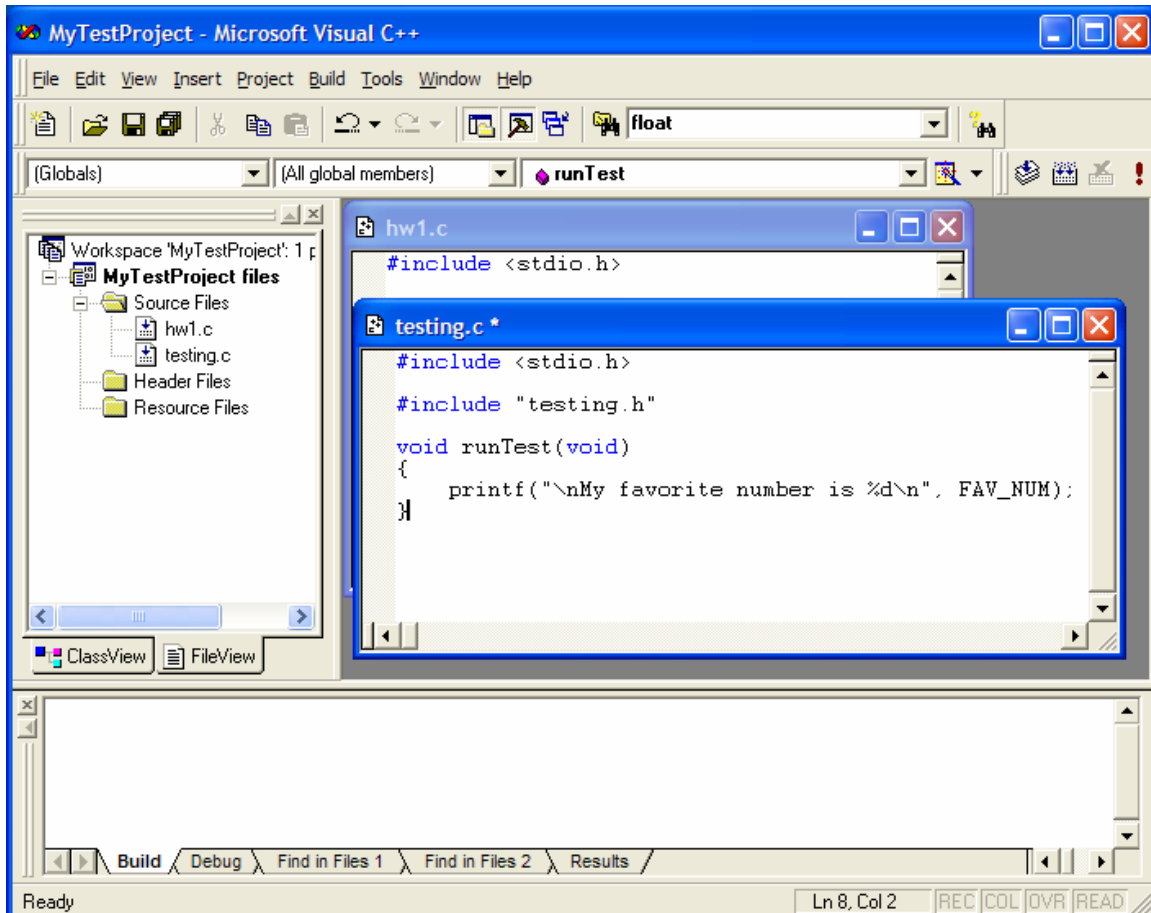 MyTestProject - Microsoft Visual C++
File Edit View Insert Project Build Tools Window Help
float
(Globals) (All global members) runTest
Workspace 'MyTestProject': 1 p
MyTestProject files
Source Files
hw1.c
testing.c
Header Files
Resource Files
ClassView FileView
hw1.c
#include <stdio.h>
testing.c *
#include <stdio.h>
#include "testing.h"
void runTest(void)
{
printf("\nMy favorite number is %d\n", FAV_NUM);
}
Build Debug Find in Files 1 Find in Files 2 Results
Ready Ln 8, Col 2 REC COL OVR READ